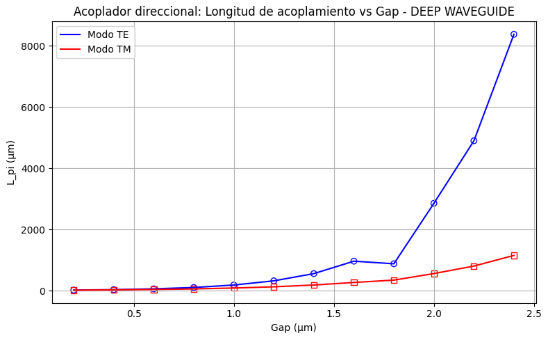 Acoplador direccional: Longitud de acoplamiento vs Gap - DEEP WAVEGUIDE
Modo TE
Modo TM
L_pi (μm)
8000
6000
4000
2000
0
0.5
1.0
1.5
2.0
2.5
Gap (μm)